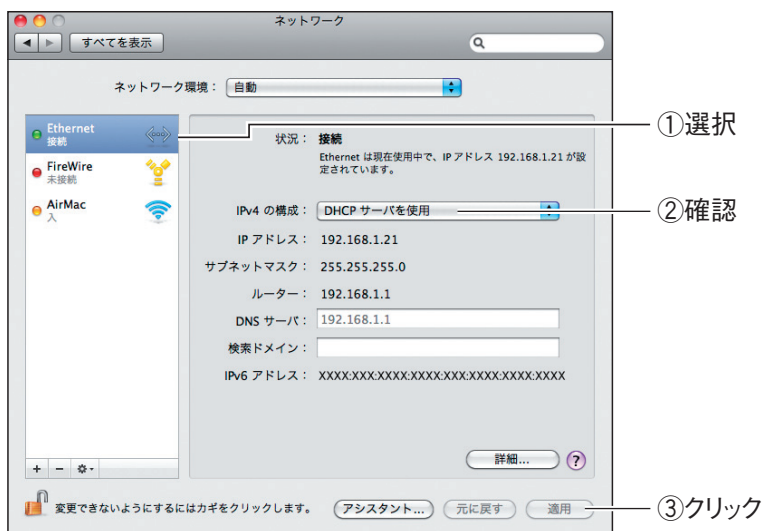 ネットワーク
すべてを表示
ネットワーク環境： 自動
Ethernet
接続
FireWire
未接続
AirMac
入
状況： 接続
Ethernet は現在使用中で、IP アドレス 192.168.1.21 が設
定されています。
IPv4 の構成： DHCP サーバを使用
IP アドレス： 192.168.1.21
サブネットマスク： 255.255.255.0
ルーター： 192.168.1.1
DNS サーバ： 192.168.1.1
検索ドメイン：
IPv6 アドレス： XXXX:XXX:XXXX:XXXX:XXX:XXXX:XXXX:XXXX
詳細... ?
変更できないようにするにはカギをクリックします。
アシスタント... 元に戻す 適用
①選択
②確認
③クリック